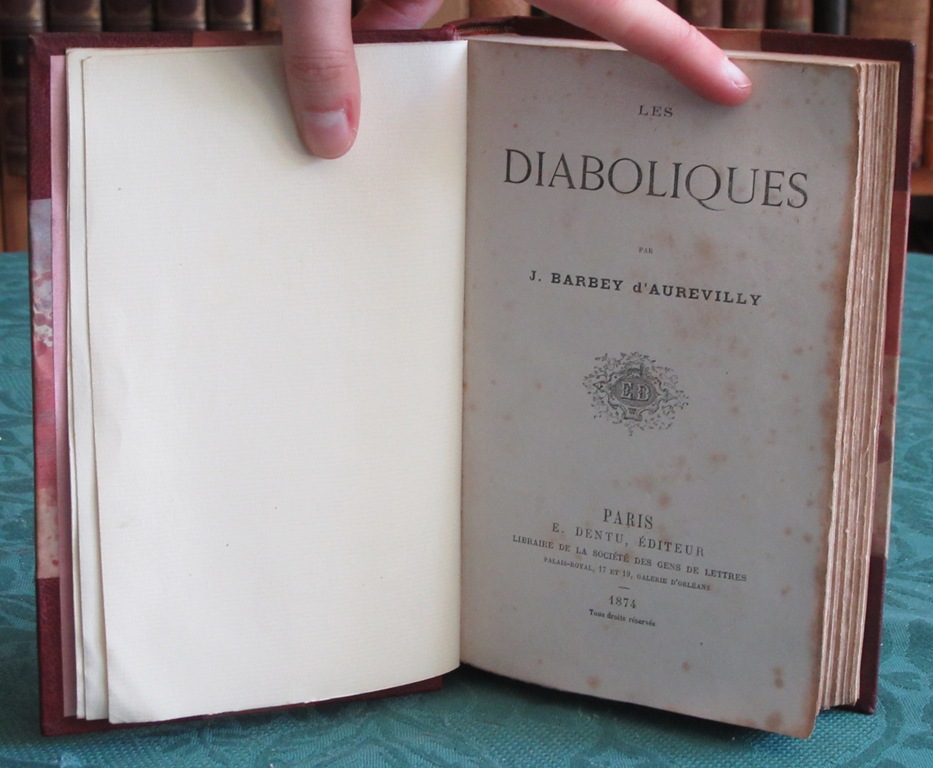 LES
DIABOLIQUES
PAR
J. BARBEY d'AUREVILLY
ED
PARIS
E. DENTU, ÉDITEUR
LIBRAIRE DE LA SOCIÉTÉ DES GENS DE LETTRES
PALAIS-ROYAL, 17 ET 19, GALERIE D'ORLÉANS
1874
Tous droits réservés